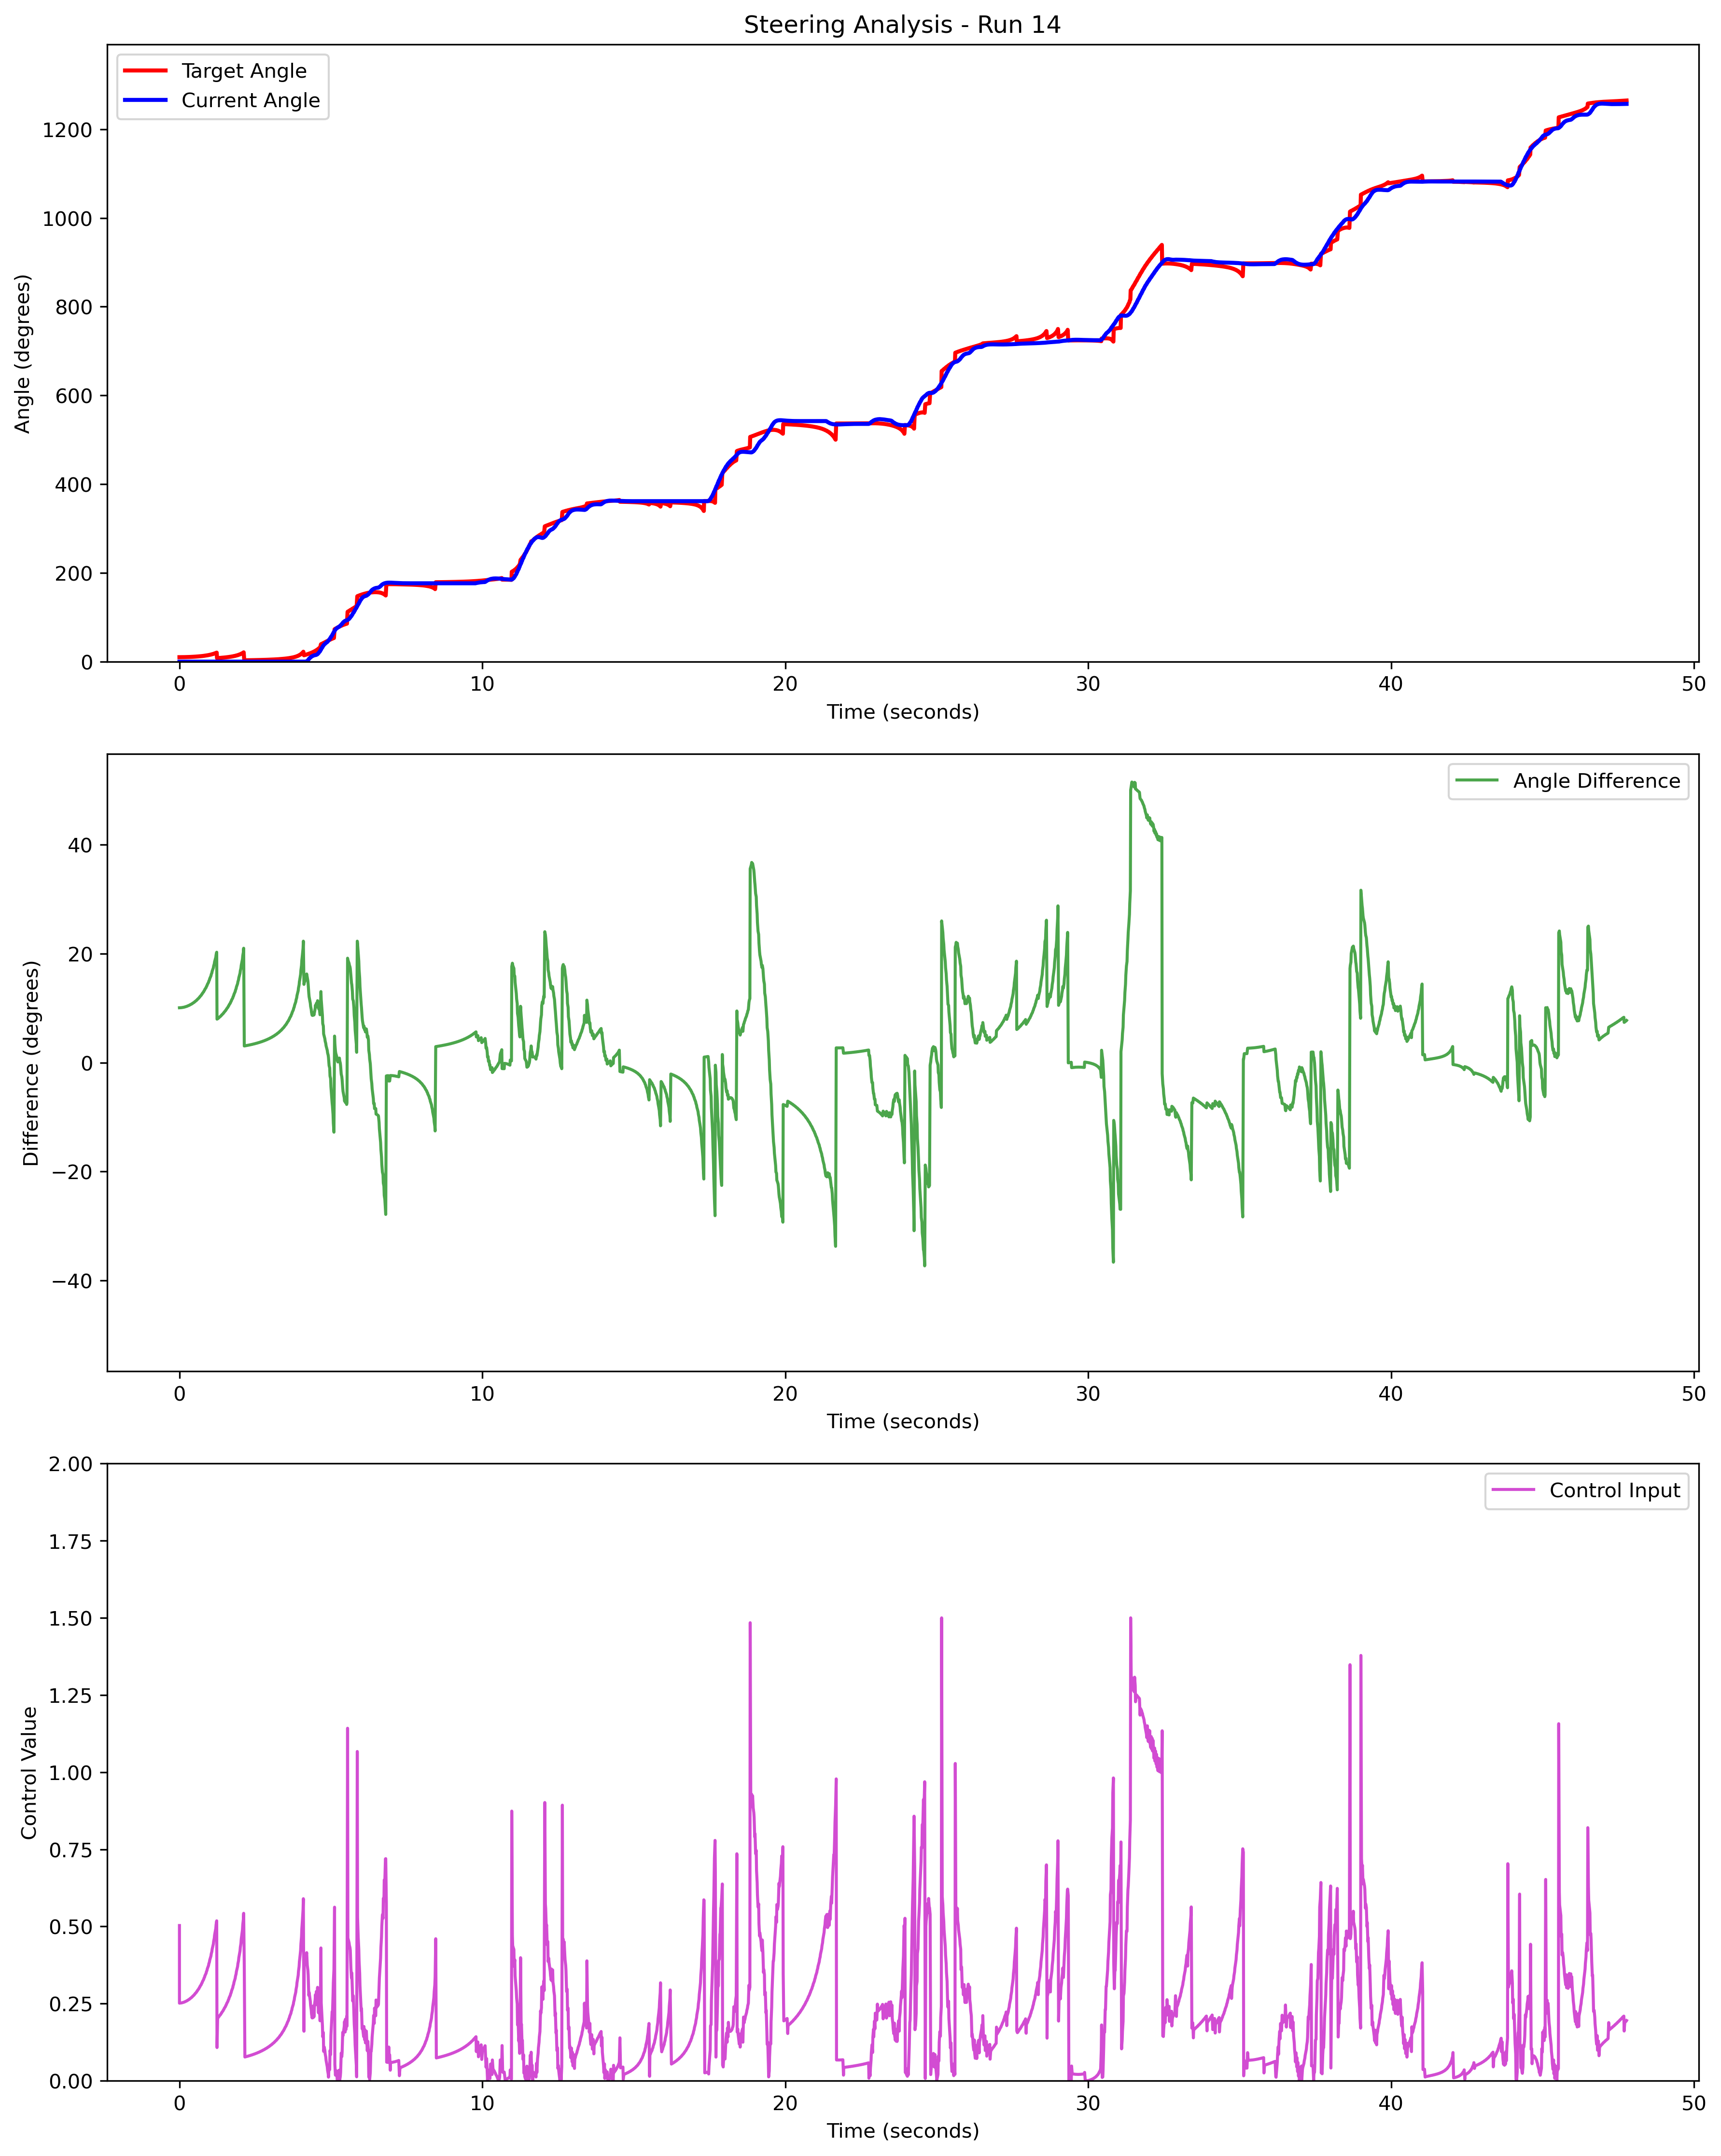 Steering Analysis - Run 14
Target Angle
Current Angle
Angle (degrees)
1200
1000
800
600
400
200
0
0 10 20 30 40 50
Time (seconds)
Angle Difference
Difference (degrees)
40
20
0
−20
−40
0 10 20 30 40 50
Time (seconds)
Control Input
Control Value
2.00
1.75
1.50
1.25
1.00
0.75
0.50
0.25
0.00
0 10 20 30 40 50
Time (seconds)